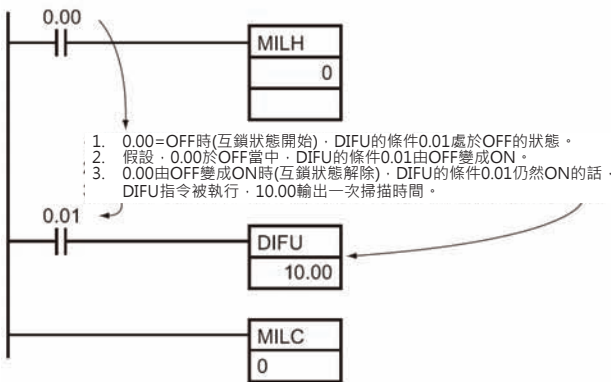 0.00
MILH
0
1. 0.00=OFF時(互鎖狀態開始)，DIFU的條件0.01處於OFF的狀態。
2. 假設，0.00於OFF當中，DIFU的條件0.01由OFF變成ON。
3. 0.00由OFF變成ON時(互鎖狀態解除)，DIFU的條件0.01仍然ON的話，
DIFU指令被執行，10.00輸出一次掃描時間。
0.01
DIFU
10.00
MILC
0